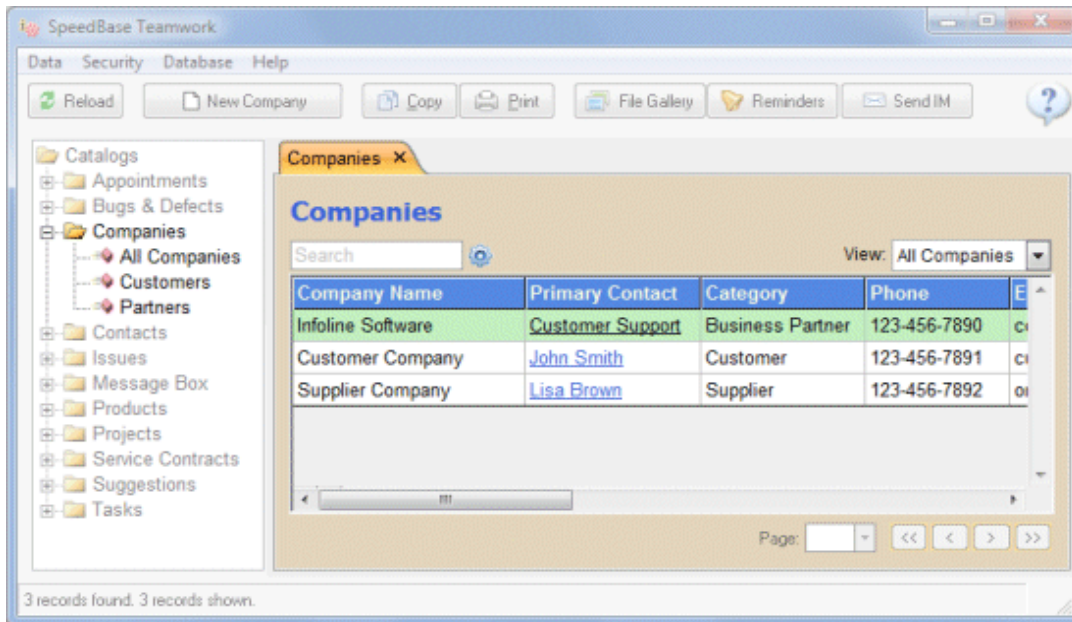 SpeedBase Teamwork
Data Security Database Help
Reload New Company Copy Print File Gallery Reminders Send IM ?
Catalogs
Appointments
Bugs & Defects
Companies
All Companies
Customers
Partners
Contacts
Issues
Message Box
Products
Projects
Service Contracts
Suggestions
Tasks
Companies
Companies
Search View: All Companies
Company Name Primary Contact Category Phone E
Infoline Software Customer Support Business Partner 123-456-7890
Customer Company John Smith Customer 123-456-7891
Supplier Company Lisa Brown Supplier 123-456-7892
Page: << < > >>
3 records found. 3 records shown.